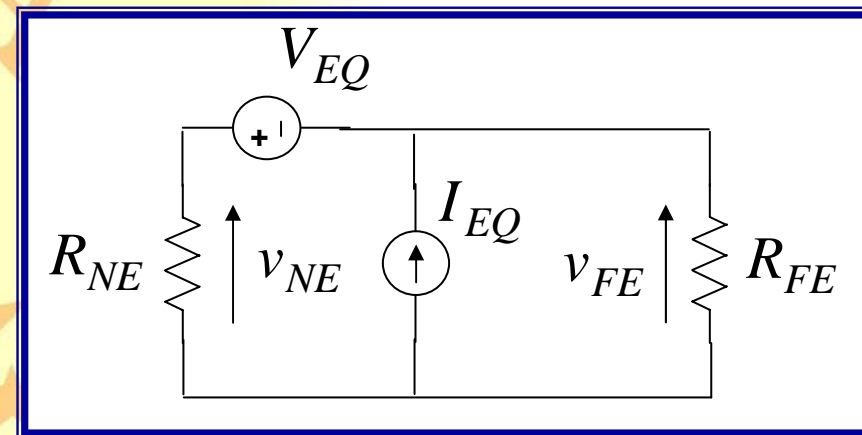 V_EQ
+ −
I_EQ
R_NE v_NE v_FE R_FE